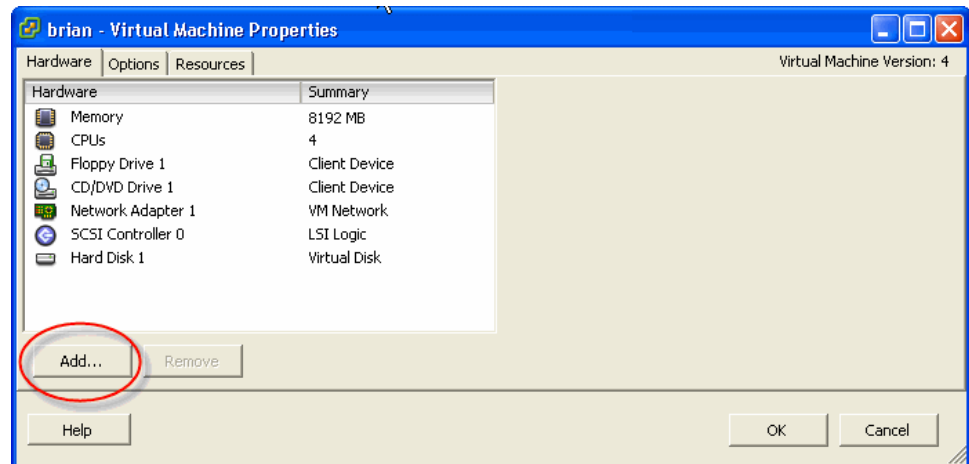 brian - Virtual Machine Properties
Hardware Options Resources Virtual Machine Version: 4
Hardware Summary
Memory 8192 MB
CPUs 4
Floppy Drive 1 Client Device
CD/DVD Drive 1 Client Device
Network Adapter 1 VM Network
SCSI Controller 0 LSI Logic
Hard Disk 1 Virtual Disk
Add... Remove
Help OK Cancel